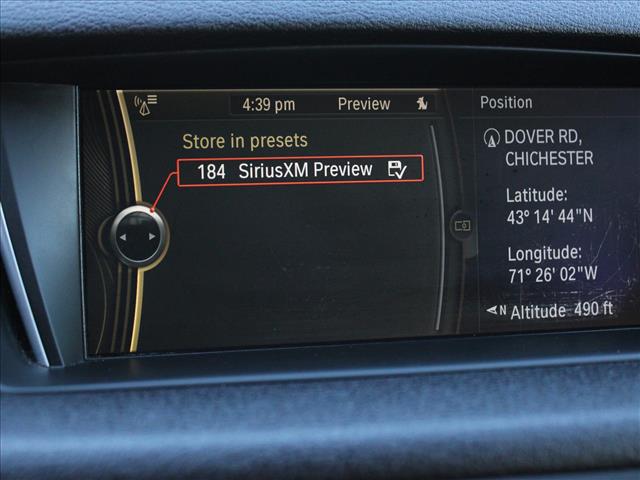 4:39 pm Preview
Store in presets
184 SiriusXM Preview
Position
DOVER RD,
CHICHESTER
Latitude:
43° 14' 44"N
Longitude:
71° 26' 02"W
N Altitude 490 ft